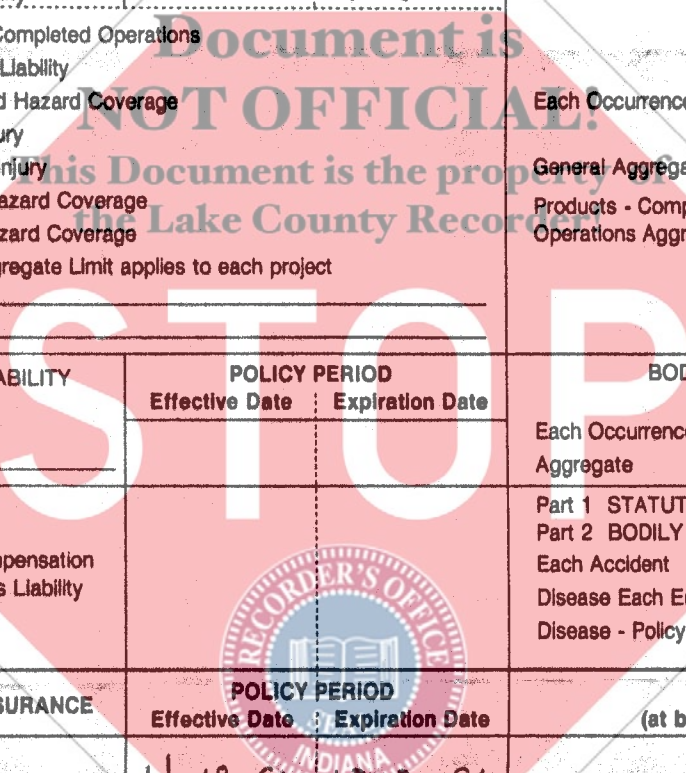 Completed Operations
Document is
Liability
d Hazard Coverage
NOT OFFICIAL!
Each Occurrence
ury
njury
This Document is the property of
General Aggrega
azard Coverage
the Lake County Recorder!
Products - Comp
zard Coverage
Operations Aggr
regate Limit applies to each project
STOP
ABILITY
POLICY PERIOD
BOD
Effective Date Expiration Date
Each Occurrence
Aggregate
Part 1 STATUT
Part 2 BODILY
pensation
Each Accident
s Liability
Disease Each E
Disease - Policy
RECORDER'S OFFICE
SURANCE
POLICY PERIOD
Effective Date Expiration Date
(at b
INDIANA